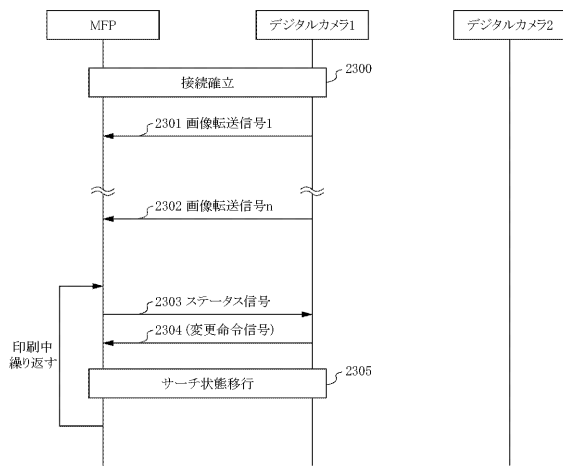 MFP
デジタルカメラ1
デジタルカメラ2
接続確立
2300
2301 画像転送信号1
2302 画像転送信号n
2303 ステータス信号
2304 (変更命令信号)
印刷中
繰り返す
サーチ状態移行
2305